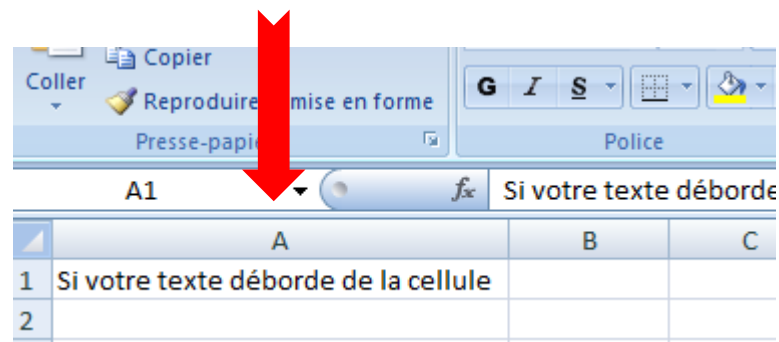 Copier
Coller
Reproduire mise en forme
G I S
Presse-papi
Police
A1
fx Si votre texte déborde
A B C
1 Si votre texte déborde de la cellule
2